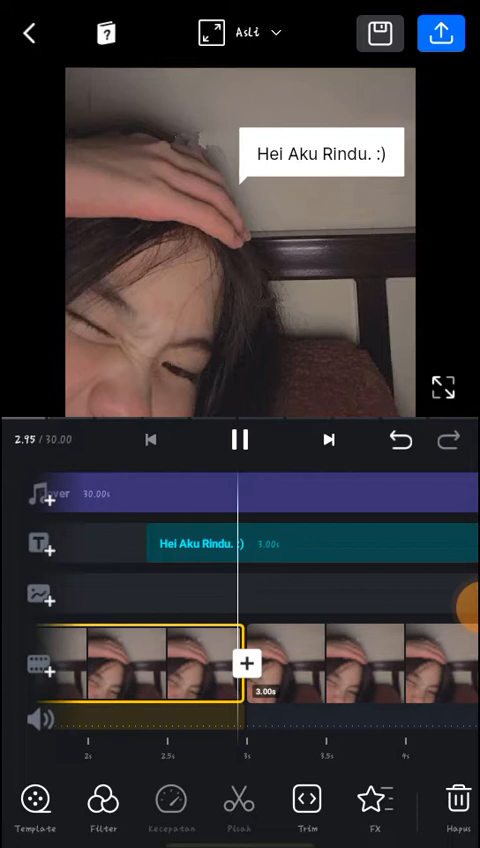 ?
Asli
Hei Aku Rindu. :)
2.95 / 30.00
over 30.00s
T
Hei Aku Rindu. :) 3.00s
3.00s
2s 2.5s 3s 3.5s 4s
Template Filter Kecepatan Pisah Trim FX Hapus